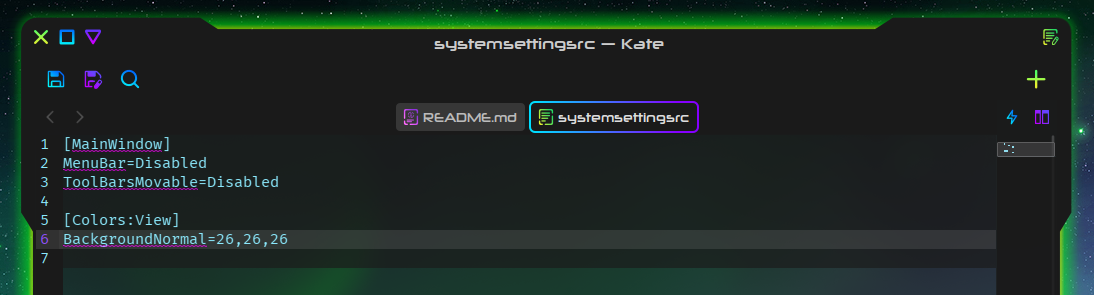 systemsettingsrc — Kate
README.md
systemsettingsrc
1 [MainWindow]
2 MenuBar=Disabled
3 ToolBarsMovable=Disabled
4
5 [Colors:View]
6 BackgroundNormal=26,26,26
7